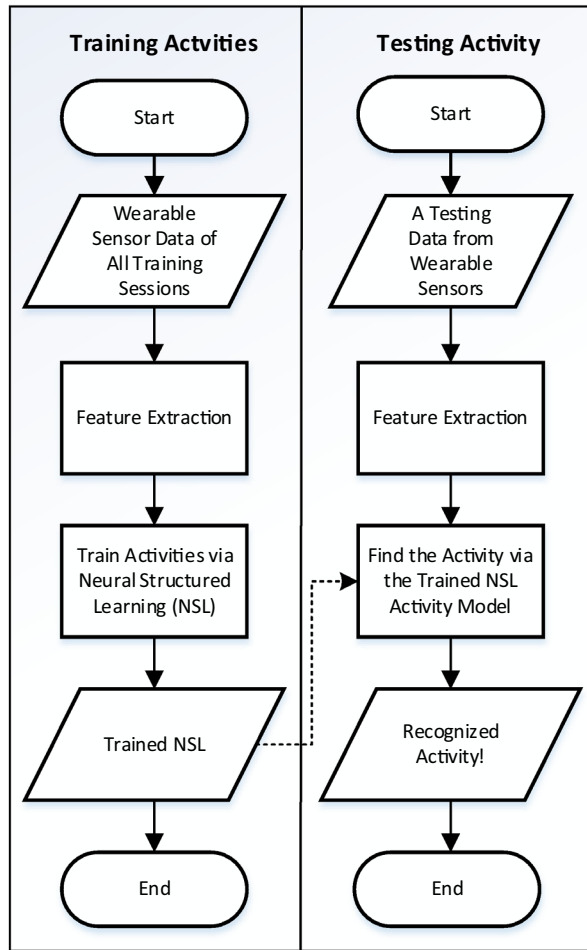 Training Actvities
Start
Wearable
Sensor Data of
All Training
Sessions
Feature Extraction
Train Activities via
Neural Structured
Learning (NSL)
Trained NSL
End
Testing Activity
Start
A Testing
Data from
Wearable
Sensors
Feature Extraction
Find the Activity via
the Trained NSL
Activity Model
Recognized
Activity!
End